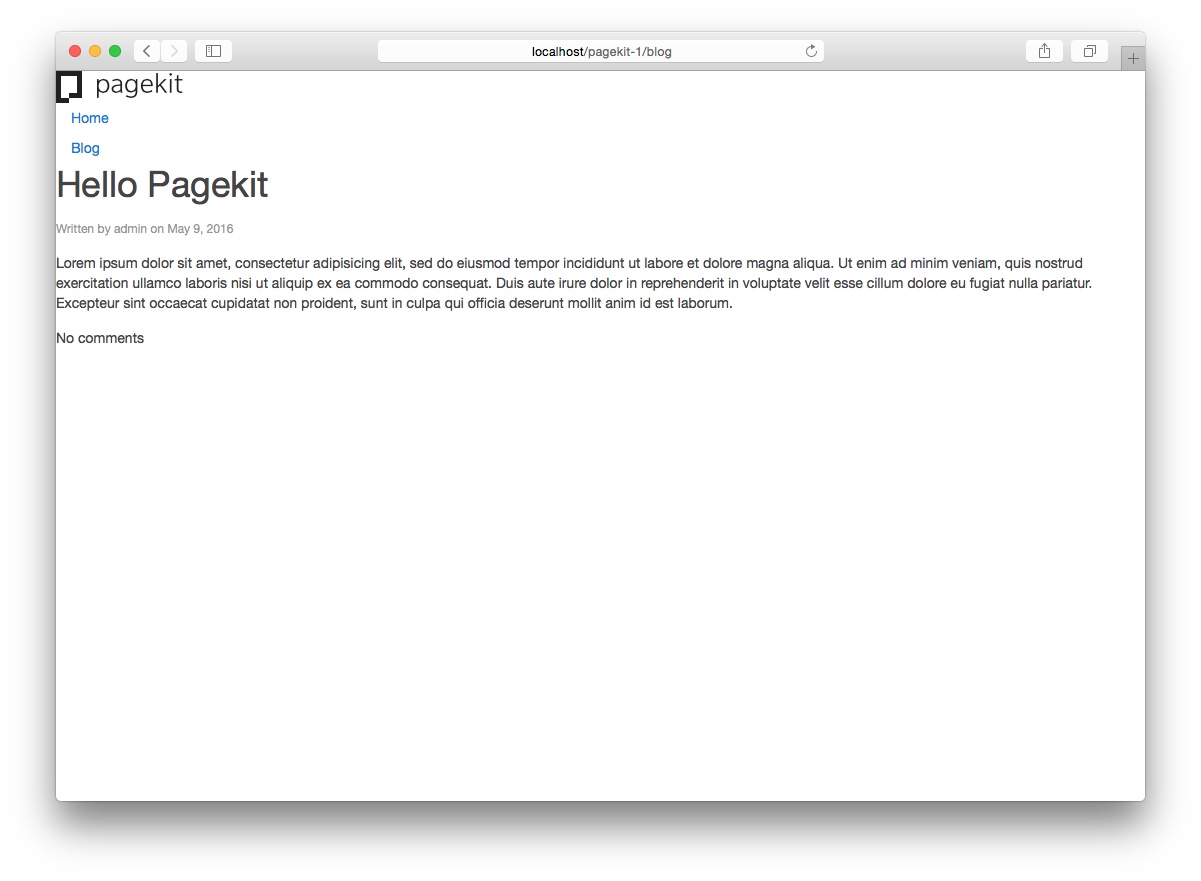 localhost/pagekit-1/blog
pagekit
Home
Blog
Hello Pagekit
Written by admin on May 9, 2016
Lorem ipsum dolor sit amet, consectetur adipisicing elit, sed do eiusmod tempor incididunt ut labore et dolore magna aliqua. Ut enim ad minim veniam, quis nostrud
exercitation ullamco laboris nisi ut aliquip ex ea commodo consequat. Duis aute irure dolor in reprehenderit in voluptate velit esse cillum dolore eu fugiat nulla pariatur.
Excepteur sint occaecat cupidatat non proident, sunt in culpa qui officia deserunt mollit anim id est laborum.
No comments